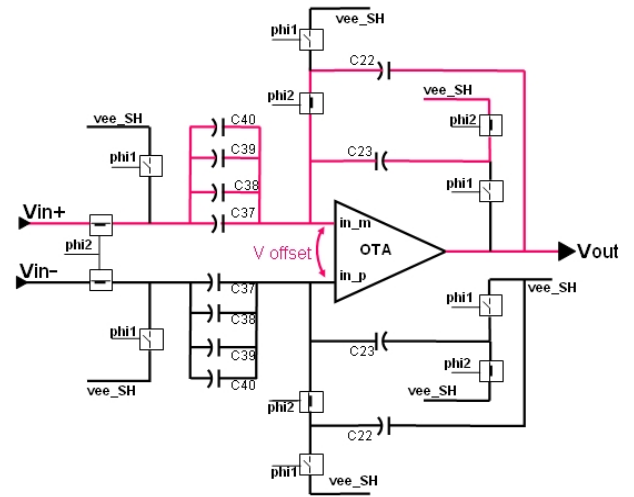 vee_SH
phi1
C22
phi2
vee_SH
phi2
vee_SH
C40
C39
C23
phi1
C38
phi1
Vin+
C37
in_m
phi2
V offset
OTA
Vout
Vin−
in_p
C37
vee_SH
phi1
C38
phi1
C39
C23
phi2
C40
vee_SH
vee_SH
phi2
C22
phi1
vee_SH